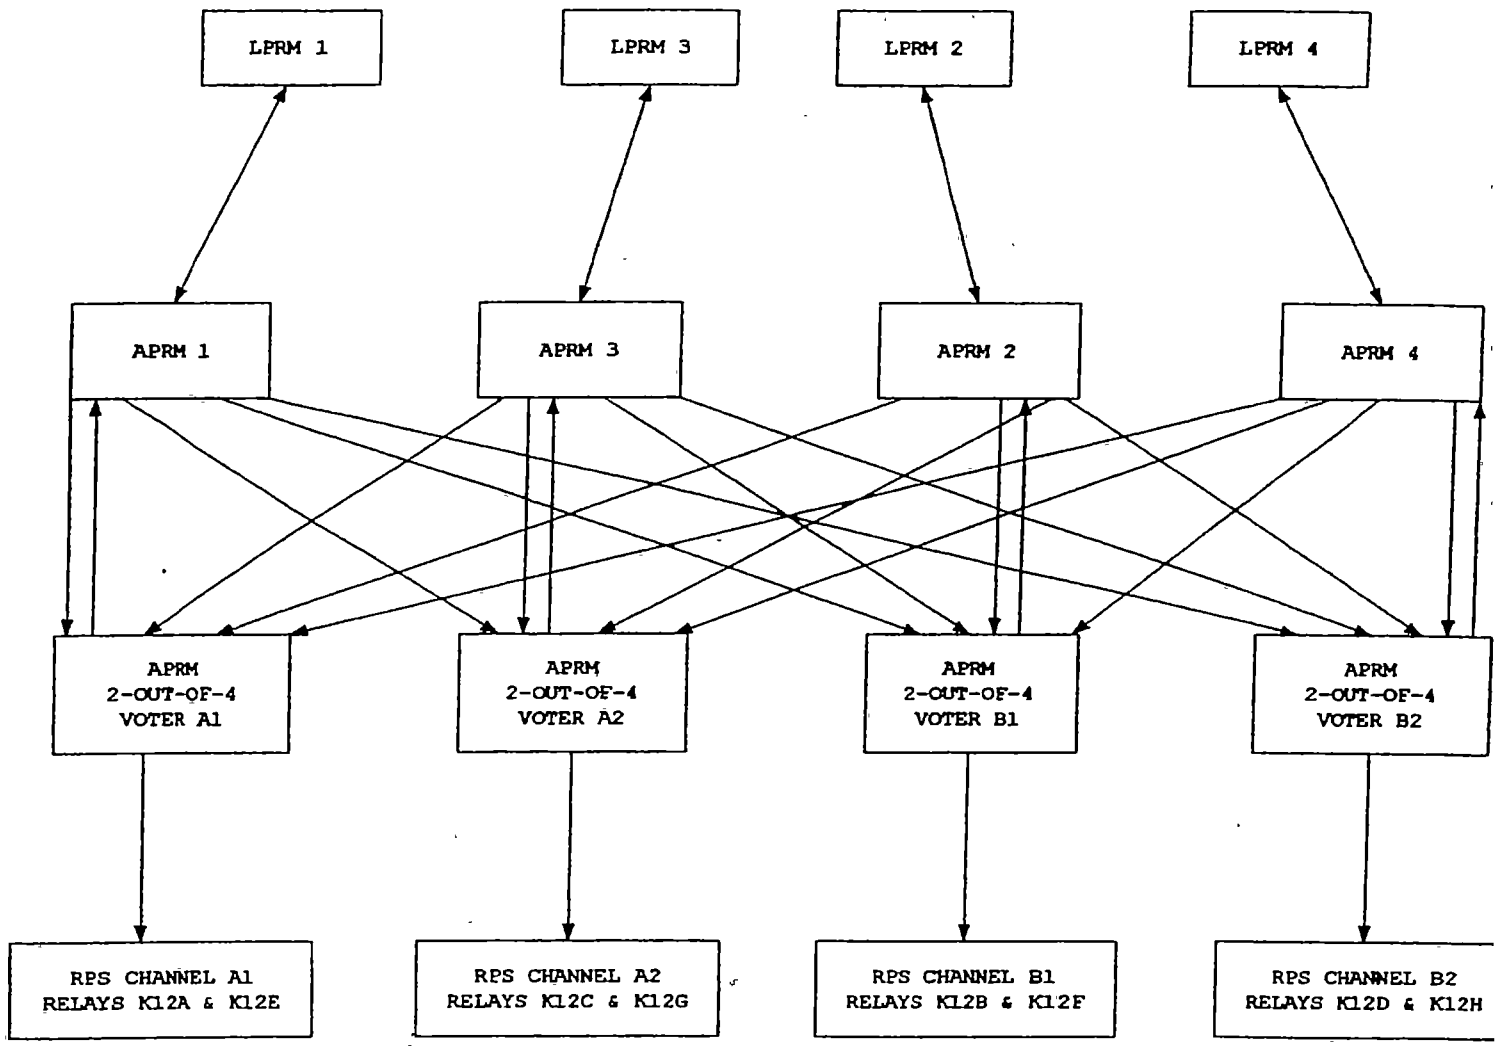 LPRM 1
LPRM 3
LPRM 2
LPRM 4
APRM 1
APRM 3
APRM 2
APRM 4
APRM
2-OUT-OF-4
VOTER A1
APRM
2-OUT-OF-4
VOTER A2
APRM
2-OUT-OF-4
VOTER B1
APRM
2-OUT-OF-4
VOTER B2
RPS CHANNEL A1
RELAYS K12A & K12E
RPS CHANNEL A2
RELAYS K12C & K12G
RPS CHANNEL B1
RELAYS K12B & K12F
RPS CHANNEL B2
RELAYS K12D & K12H